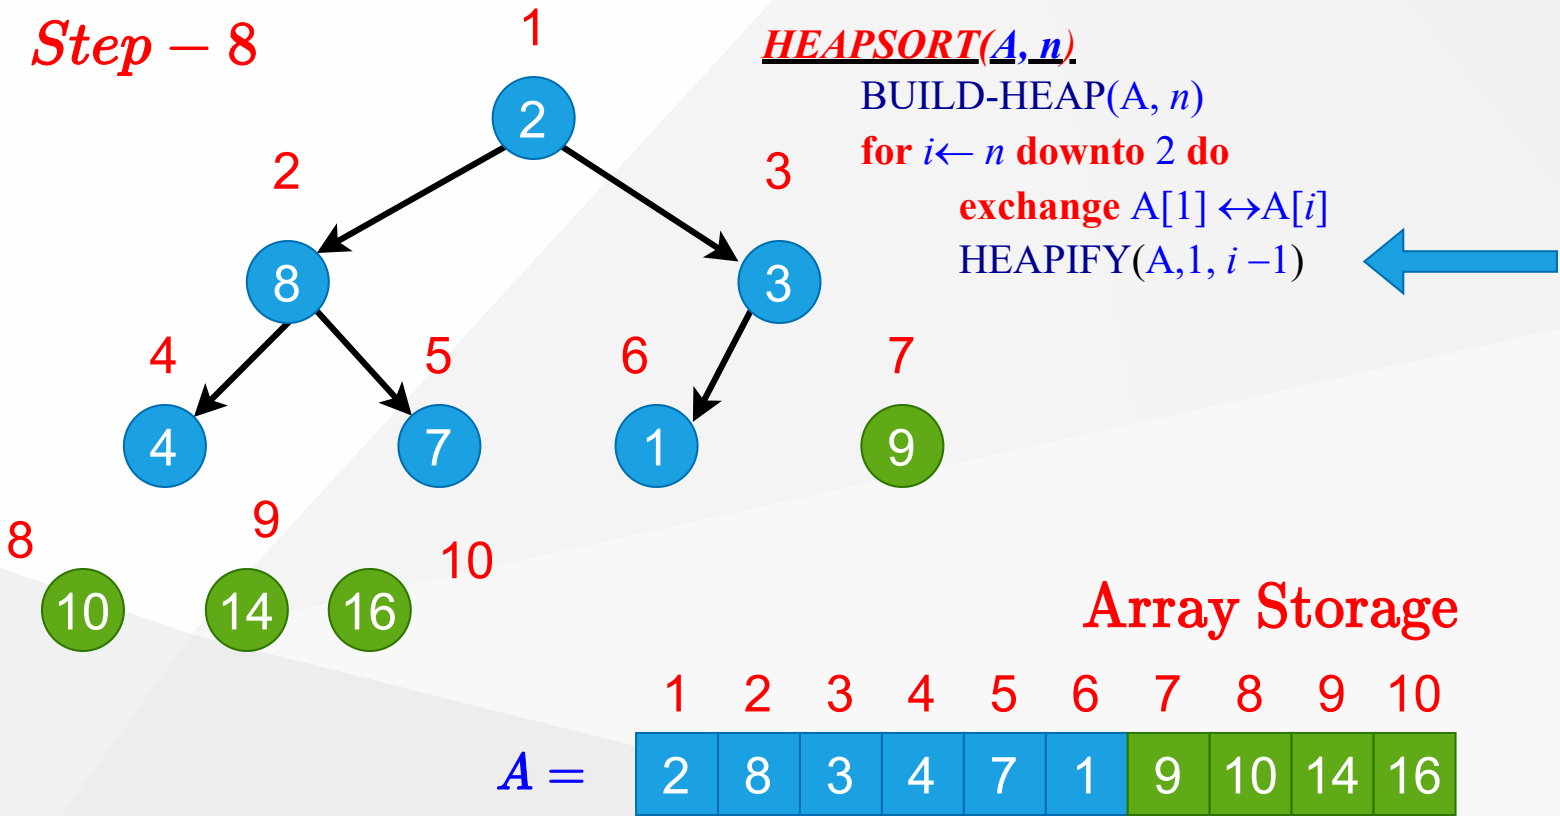 Step − 8
HEAPSORT(A, n)
BUILD-HEAP(A, n)
for i← n downto 2 do
exchange A[1] ↔A[i]
HEAPIFY(A,1, i −1)
1
2
2 3
8 3
4 5 6 7
4 7 1 9
8 9 10
10 14 16
Array Storage
1 2 3 4 5 6 7 8 9 10
A = 2 8 3 4 7 1 9 10 14 16